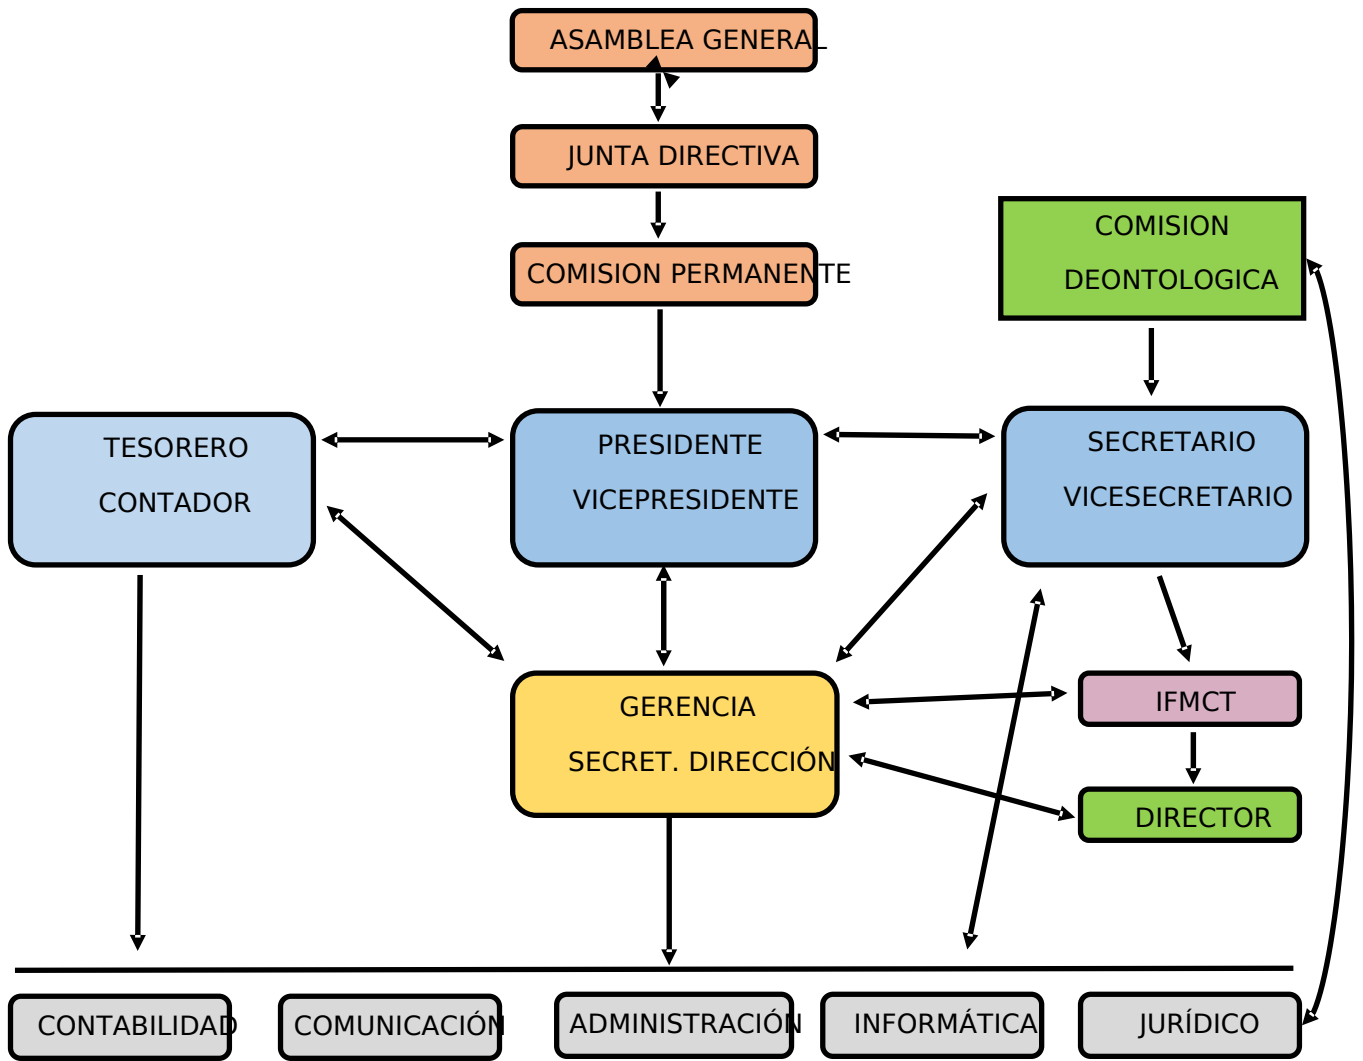 ASAMBLEA GENERAL
JUNTA DIRECTIVA
COMISION PERMANENTE
COMISION
DEONTOLOGICA
TESORERO
CONTADOR
PRESIDENTE
VICEPRESIDENTE
SECRETARIO
VICESECRETARIO
GERENCIA
SECRET. DIRECCIÓN
IFMCT
DIRECTOR
CONTABILIDAD
COMUNICACIÓN
ADMINISTRACIÓN
INFORMÁTICA
JURÍDICO